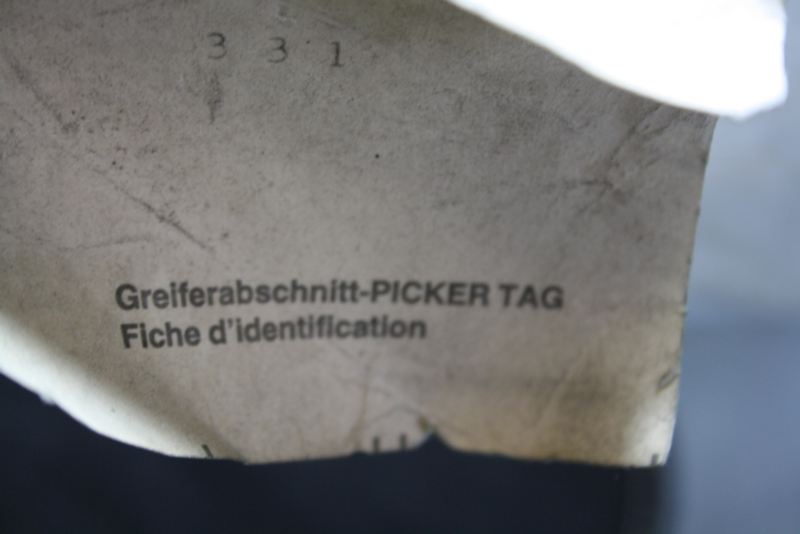 3 3 1
Greiferabschnitt-PICKER TAG
Fiche d'identification